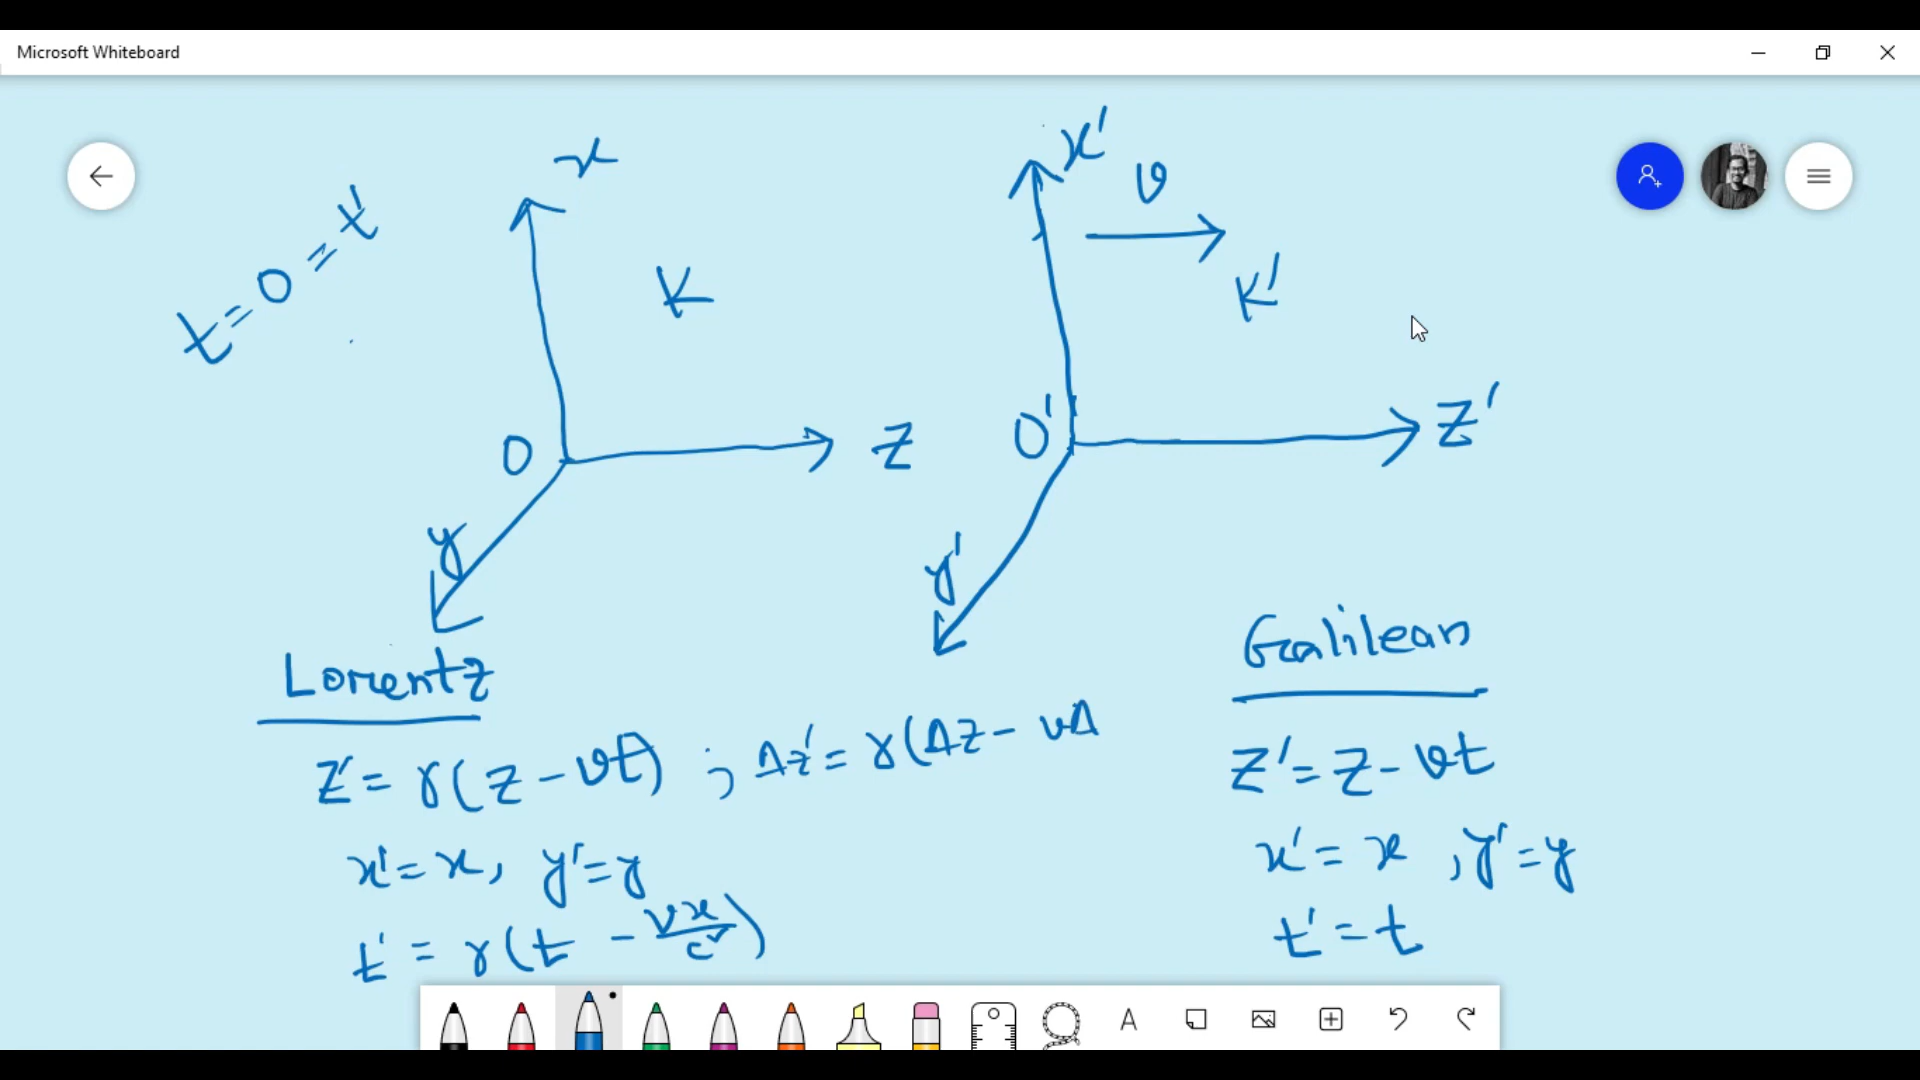 Microsoft Whiteboard
t = 0 = t'
x
K
O
z
y
x'
v
K'
O'
z'
y'
Lorentz
z' = γ(z - vt) ; Δz' = γ(Δz - vΔ
x' = x, y' = y
t' = γ(t - vx/c²)
Galilean
z' = z - vt
x' = x, y' = y
t' = t